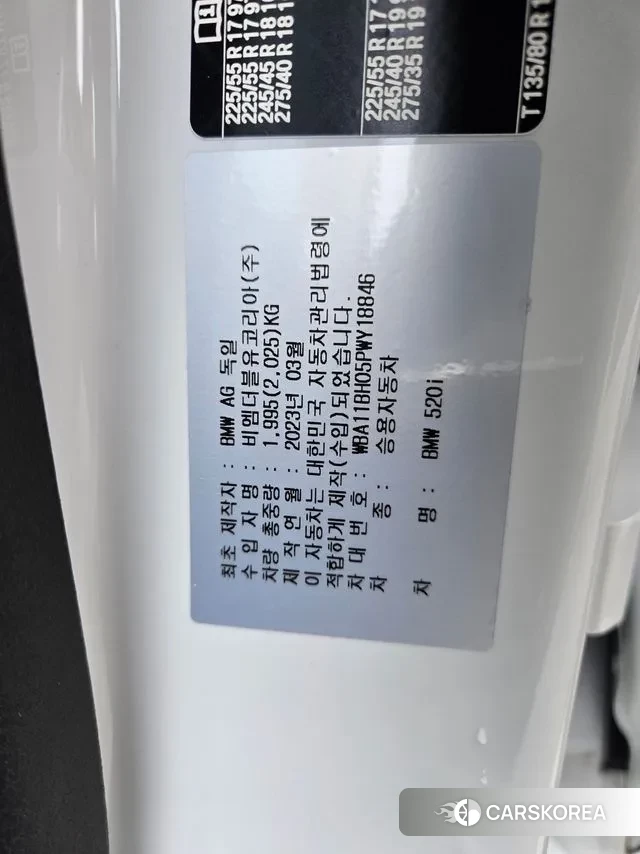 225/55 R 17 97
225/55 R 17 9
245/45 R 18 10
275/40 R 18 10
225/55 R 17
245/40 R 19 9
275/35 R 19
T 135/80 R 1
최초 제작자 : BMW AG 독일
수 입 자 명 : 비엠더블유코리아(주)
차량 총중량 : 1,995(2,025)KG
제 작 연 월 : 2023년 03월
이 자동차는 대한민국 자동차관리법령에
적합하게 제작(수입)되었습니다.
차 대 번 호 : WBA11BH05PWY18846
차 종 : 승용자동차
차 명 : BMW 520i
CARSKOREA